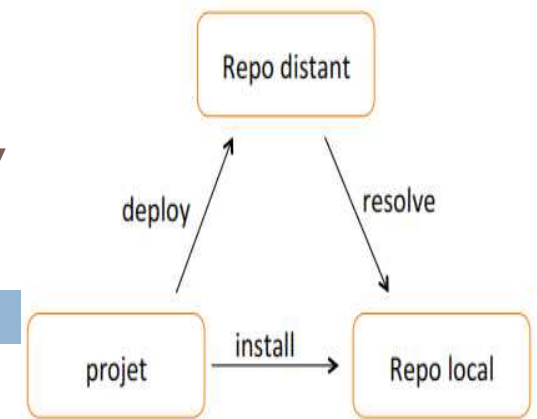 Repo distant
deploy
resolve
install
projet
Repo local